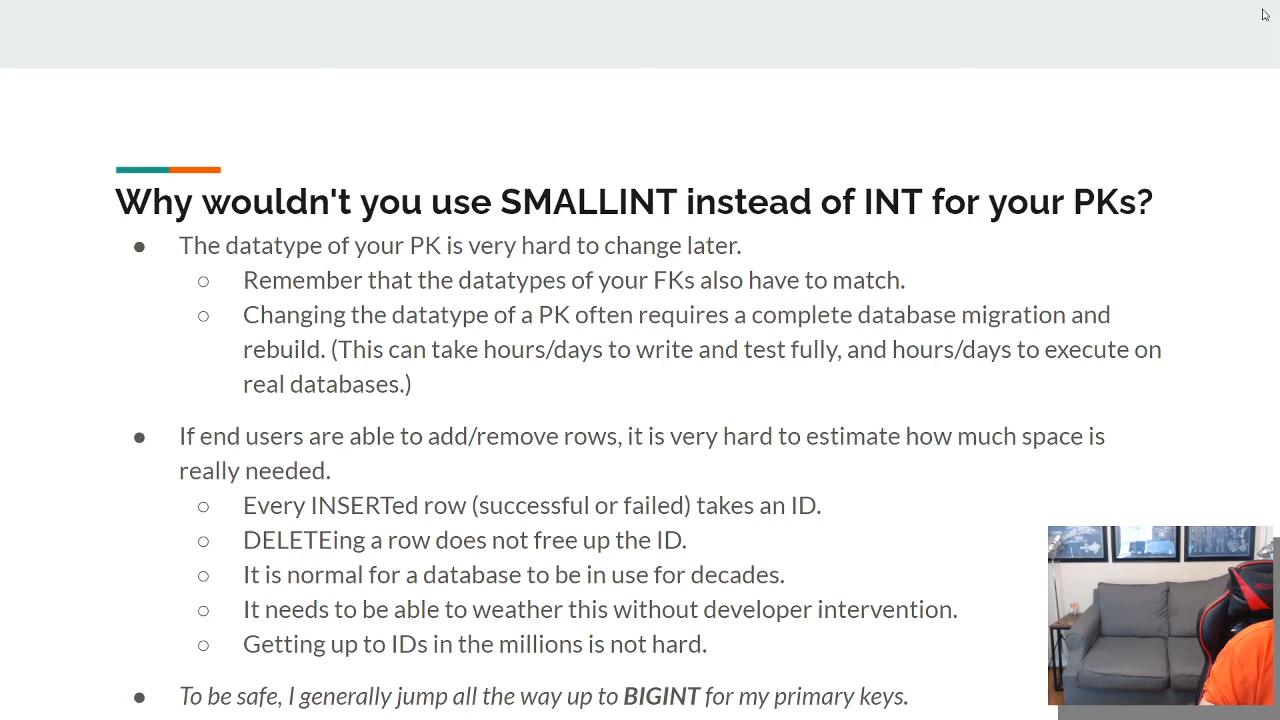 Why wouldn't you use SMALLINT instead of INT for your PKs?
● The datatype of your PK is very hard to change later.
○ Remember that the datatypes of your FKs also have to match.
○ Changing the datatype of a PK often requires a complete database migration and
rebuild. (This can take hours/days to write and test fully, and hours/days to execute on
real databases.)
● If end users are able to add/remove rows, it is very hard to estimate how much space is
really needed.
○ Every INSERTed row (successful or failed) takes an ID.
○ DELETEing a row does not free up the ID.
○ It is normal for a database to be in use for decades.
○ It needs to be able to weather this without developer intervention.
○ Getting up to IDs in the millions is not hard.
● To be safe, I generally jump all the way up to BIGINT for my primary keys.